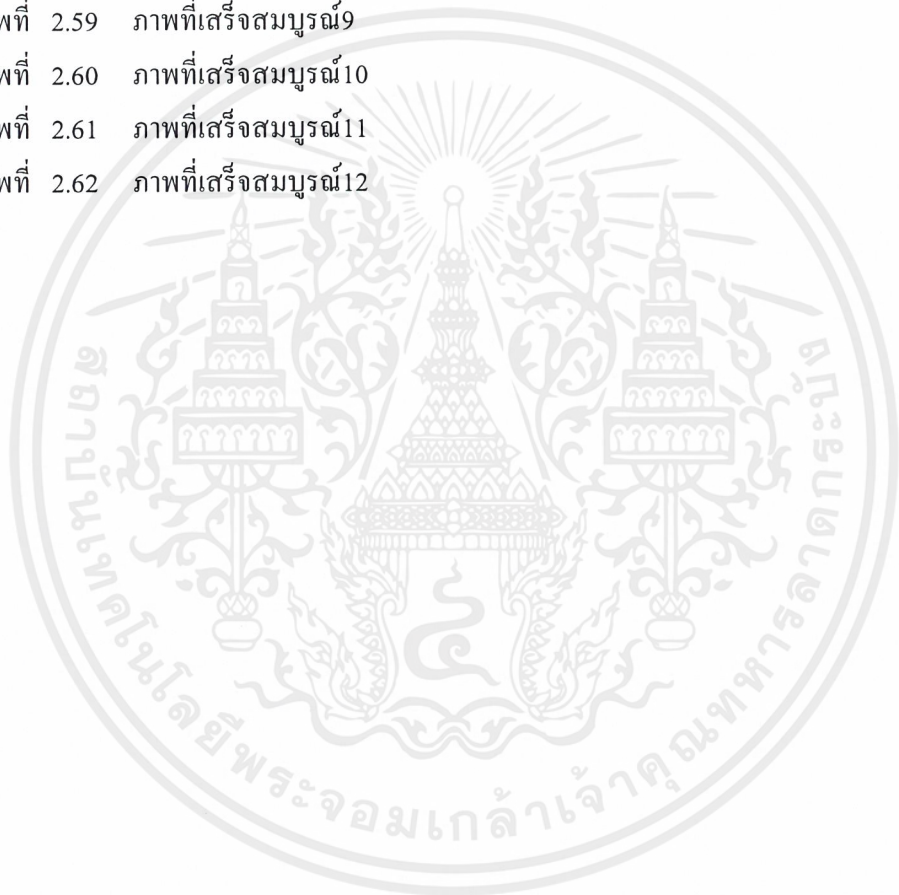 พที่ 2.59 ภาพที่เสร็จสมบูรณ์9
พที่ 2.60 ภาพที่เสร็จสมบูรณ์10
พที่ 2.61 ภาพที่เสร็จสมบูรณ์11
พที่ 2.62 ภาพที่เสร็จสมบูรณ์12
สถาบันเทคโนโลยีพระจอมเกล้าเจ้าคุณทหารลาดกระบัง